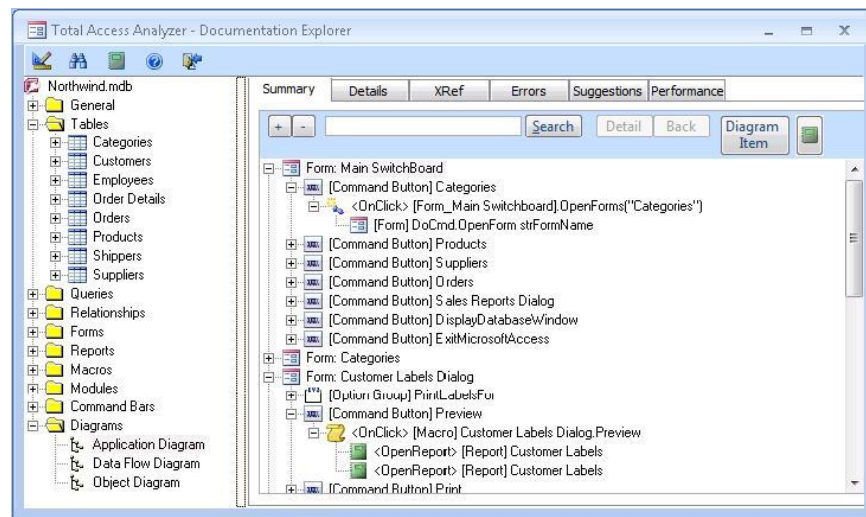 Total Access Analyzer - Documentation Explorer
Northwind.mdb
General
Tables
Categories
Customers
Employees
Order Details
Orders
Products
Shippers
Suppliers
Queries
Relationships
Forms
Reports
Macros
Modules
Command Bars
Diagrams
Application Diagram
Data Flow Diagram
Object Diagram
Summary Details XRef Errors Suggestions Performance
+ - Search Detail Back Diagram Item
Form: Main SwitchBoard
[Command Button] Categories
<OnClick> [Form_Main Switchboard].OpenForms("Categories")
[Form] DoCmd.OpenForm strFormName
[Command Button] Products
[Command Button] Suppliers
[Command Button] Orders
[Command Button] Sales Reports Dialog
[Command Button] DisplayDatabaseWindow
[Command Button] ExitMicrosoftAccess
Form: Categories
Form: Customer Labels Dialog
[Option Group] PrintLabelsFor
[Command Button] Preview
<OnClick> [Macro] Customer Labels Dialog.Preview
<OpenReport> [Report] Customer Labels
<OpenReport> [Report] Customer Labels
[Command Button] Print